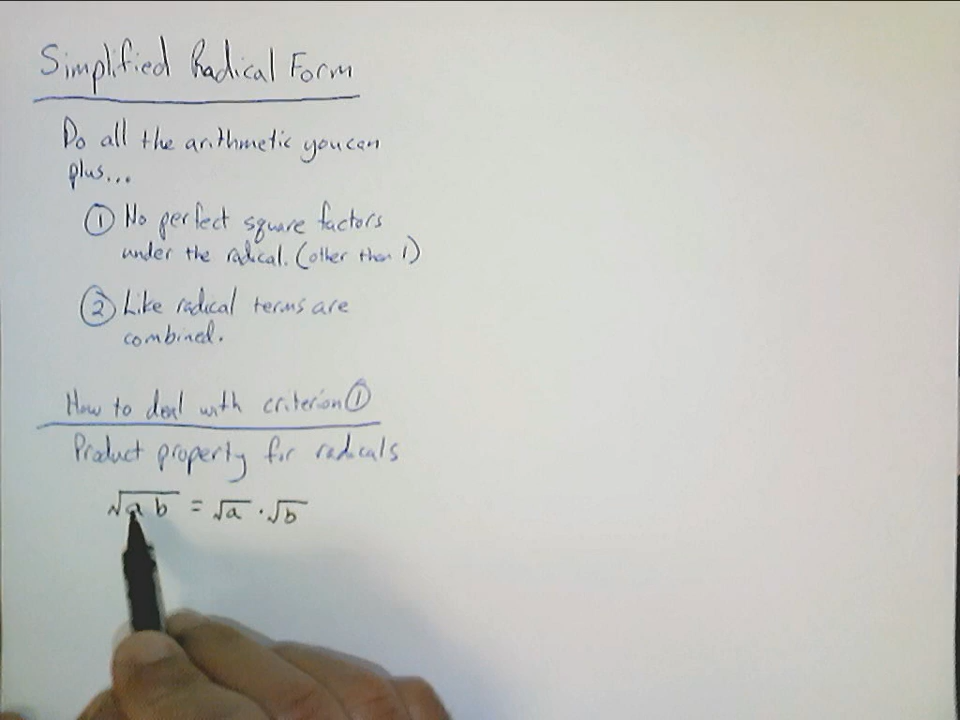 Simplified Radical Form
Do all the arithmetic you can
plus...
① No perfect square factors
under the radical. (other than 1)
② Like radical terms are
combined.
How to deal with criterion ①
Product property for radicals
√ab = √a · √b